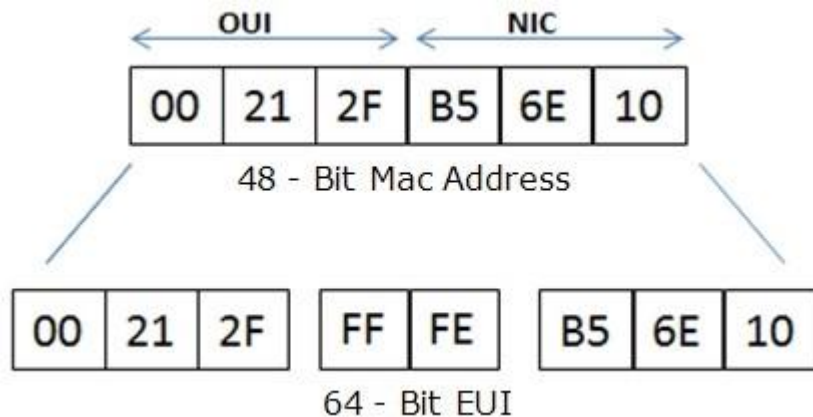 OUI NIC
00 21 2F B5 6E 10
48 - Bit Mac Address
00 21 2F FF FE B5 6E 10
64 - Bit EUI